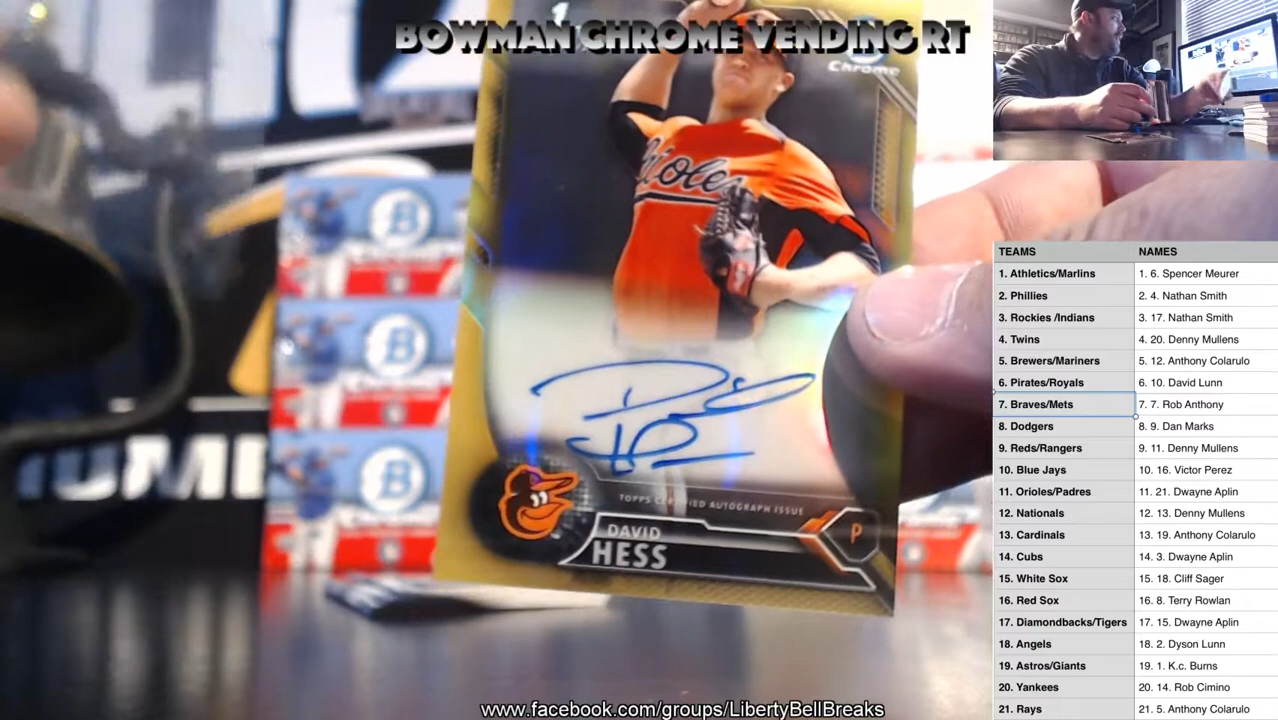 BOWMAN CHROME VENDING RT
1
Chrome
Orioles
TOPPS CERTIFIED AUTOGRAPH ISSUE
DAVID
HESS
P
B
B
B
www.facebook.com/groups/LibertyBellBreaks
TEAMS NAMES
1. Athletics/Marlins 1. 6. Spencer Meurer
2. Phillies 2. 4. Nathan Smith
3. Rockies /Indians 3. 17. Nathan Smith
4. Twins 4. 20. Denny Mullens
5. Brewers/Mariners 5. 12. Anthony Colarulo
6. Pirates/Royals 6. 10. David Lunn
7. Braves/Mets 7. 7. Rob Anthony
8. Dodgers 8. 9. Dan Marks
9. Reds/Rangers 9. 11. Denny Mullens
10. Blue Jays 10. 16. Victor Perez
11. Orioles/Padres 11. 21. Dwayne Aplin
12. Nationals 12. 13. Denny Mullens
13. Cardinals 13. 19. Anthony Colarulo
14. Cubs 14. 3. Dwayne Aplin
15. White Sox 15. 18. Cliff Sager
16. Red Sox 16. 8. Terry Rowlan
17. Diamondbacks/Tigers 17. 15. Dwayne Aplin
18. Angels 18. 2. Dyson Lunn
19. Astros/Giants 19. 1. K.c. Burns
20. Yankees 20. 14. Rob Cimino
21. Rays 21. 5. Anthony Colarulo